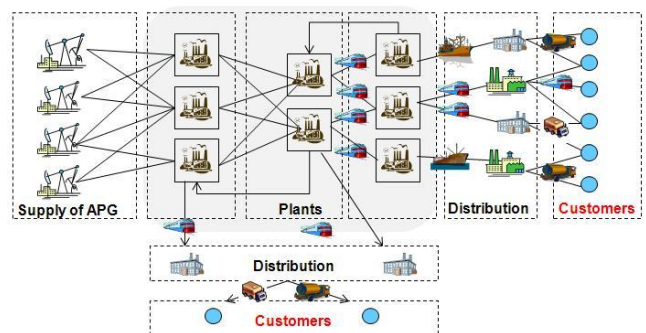 Supply of APG
Plants
Distribution
Customers
Distribution
Customers